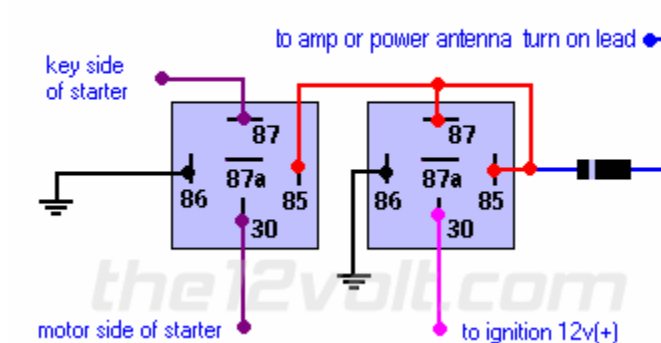 to amp or power antenna turn on lead
key side
of starter
87
87
87a
87a
86
85
86
85
30
30
the12volt.com
motor side of starter
to ignition 12v(+)